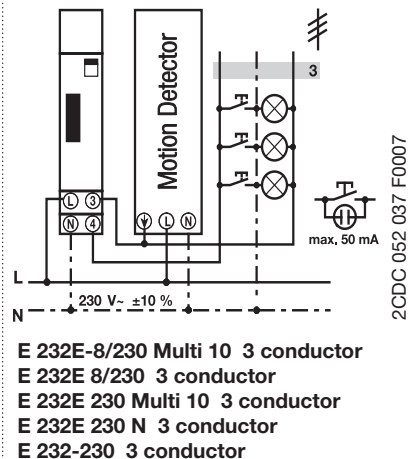 3
Motion Detector
L 3
N 4
L N
max. 50 mA
2CDC 052 037 F0007
L
230 V~ ±10 %
N
E 232E-8/230 Multi 10 3 conductor
E 232E 8/230 3 conductor
E 232E 230 Multi 10 3 conductor
E 232E 230 N 3 conductor
E 232-230 3 conductor